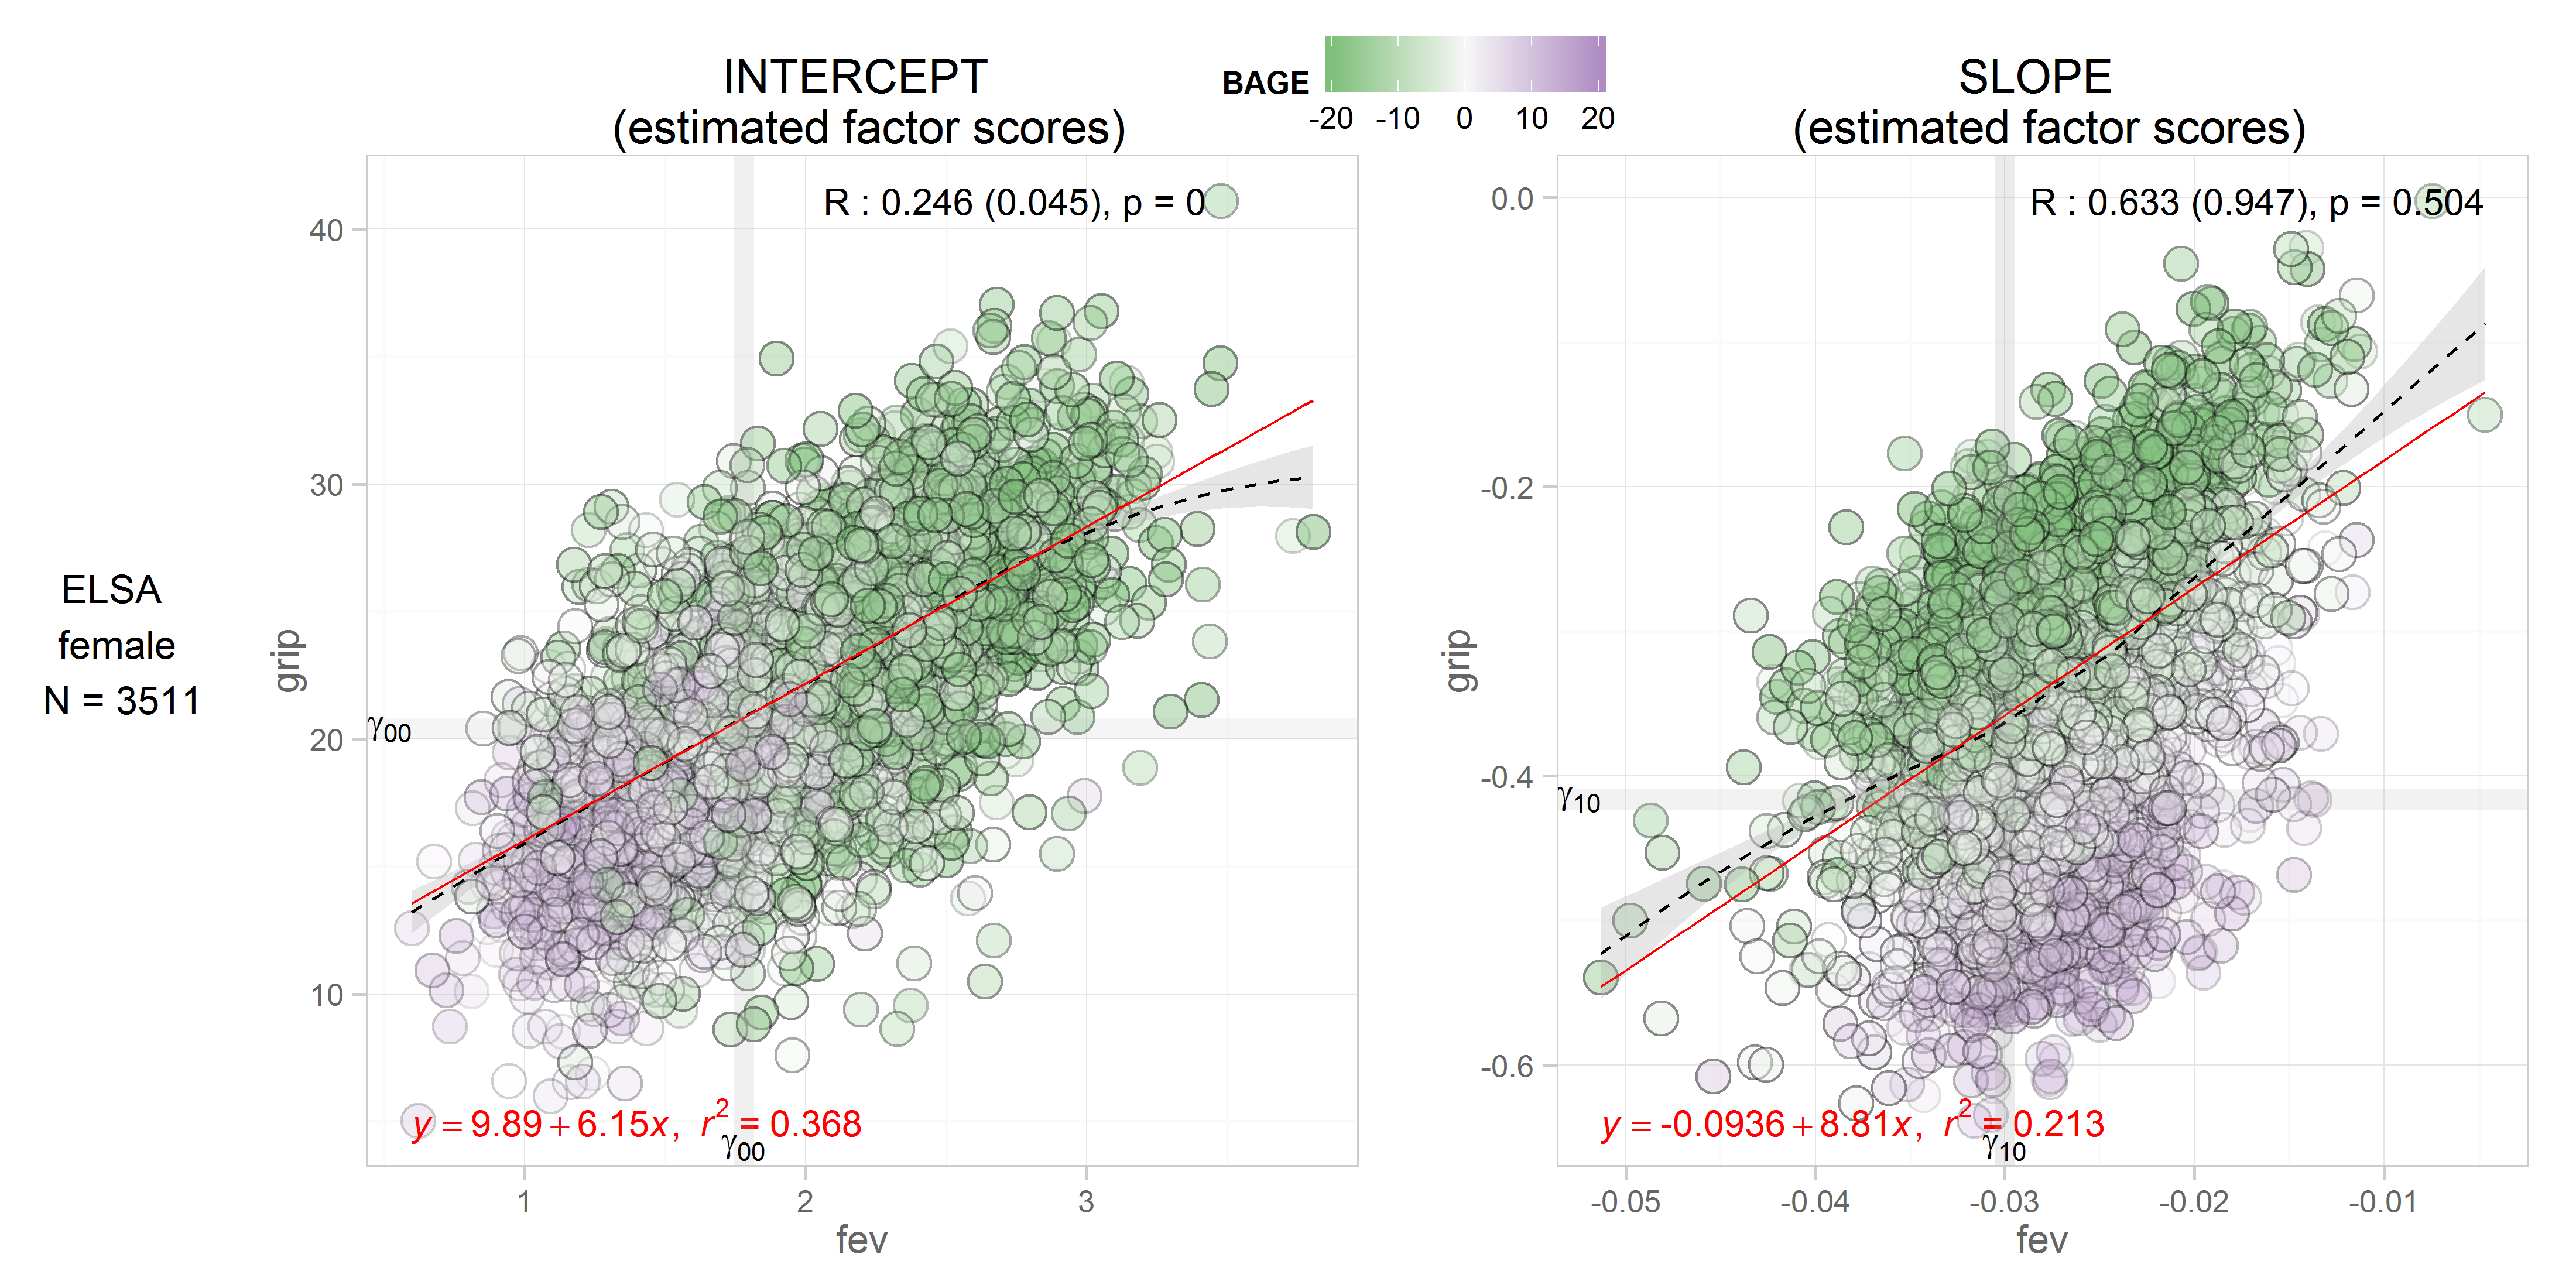 INTERCEPT
(estimated factor scores)
BAGE
-20 -10 0 10 20
SLOPE
(estimated factor scores)
ELSA
female
N = 3511
R : 0.246 (0.045), p = 0
40
30
20
10
grip
γ00
y = 9.89 + 6.15x, r² = 0.368
γ00
1 2 3
fev
R : 0.633 (0.947), p = 0.504
0.0
-0.2
-0.4
-0.6
grip
γ10
y = -0.0936 + 8.81x, r² = 0.213
γ10
-0.05 -0.04 -0.03 -0.02 -0.01
fev